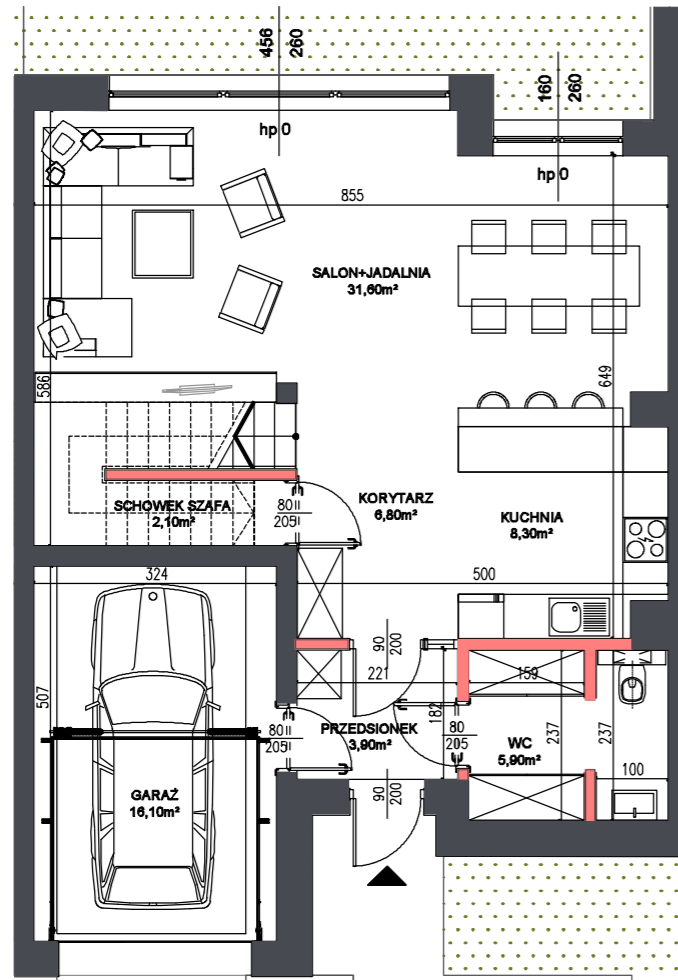 456
260
160
260
hp 0
hp 0
855
SALON+JADALNIA
31,60m²
586
649
SCHOWEK SZAFA
2,10m²
80
205
KORYTARZ
6,80m²
KUCHNIA
8,30m²
324
500
507
90
200
221
159
182
80
205
PRZEDSIONEK
3,90m²
80
205
WC
5,90m²
237
237
100
GARAŻ
16,10m²
90
200